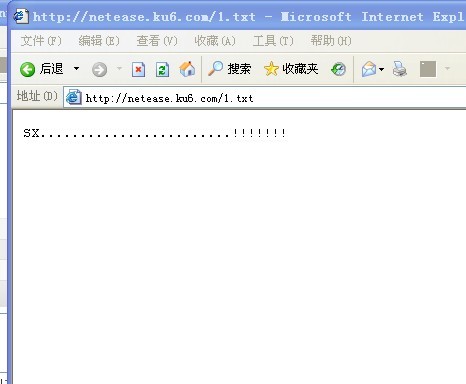 http://netease.ku6.com/1.txt - Microsoft Internet Expl
文件(F) 编辑(E) 查看(V) 收藏(A) 工具(T) 帮助(H)
后退 搜索 收藏夹
地址(D) http://netease.ku6.com/1.txt
SX........................!!!!!!!